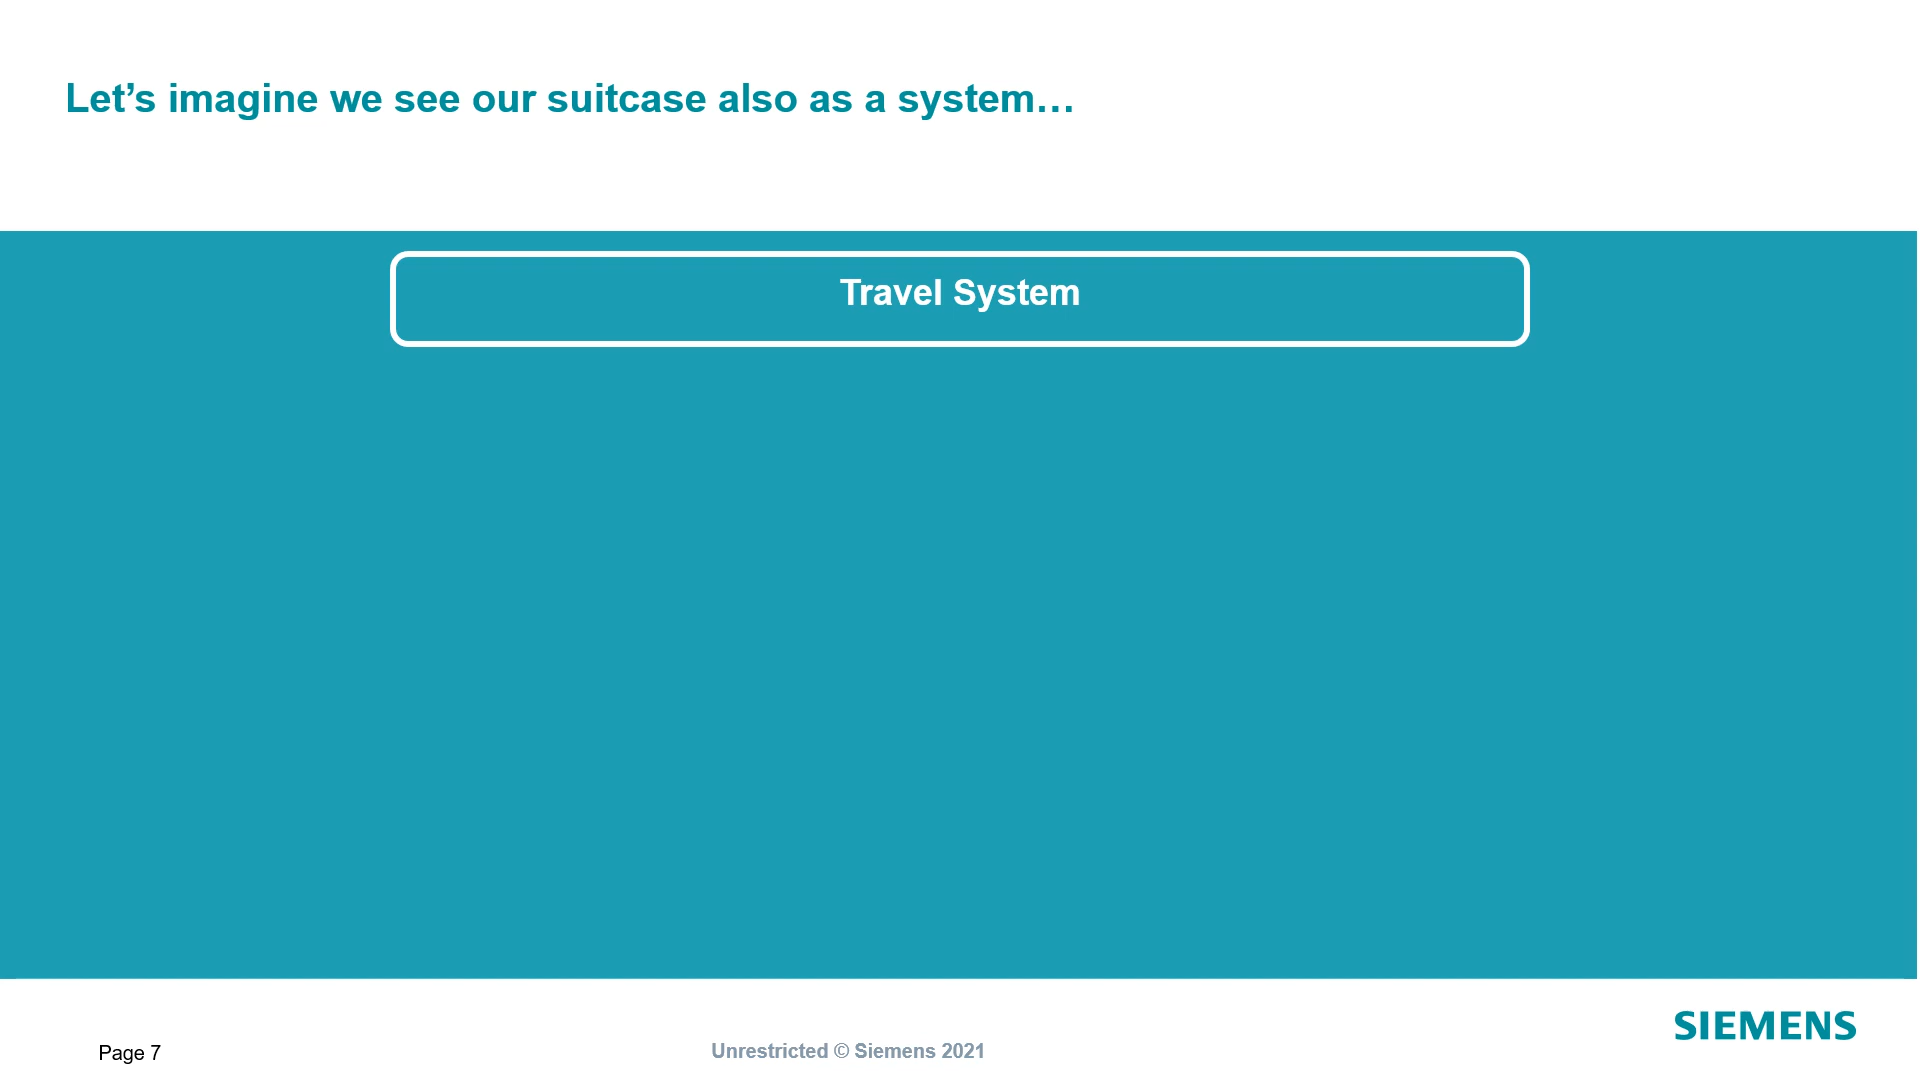 Let’s imagine we see our suitcase also as a system…
Travel System
SIEMENS
Page 7
Unrestricted © Siemens 2021